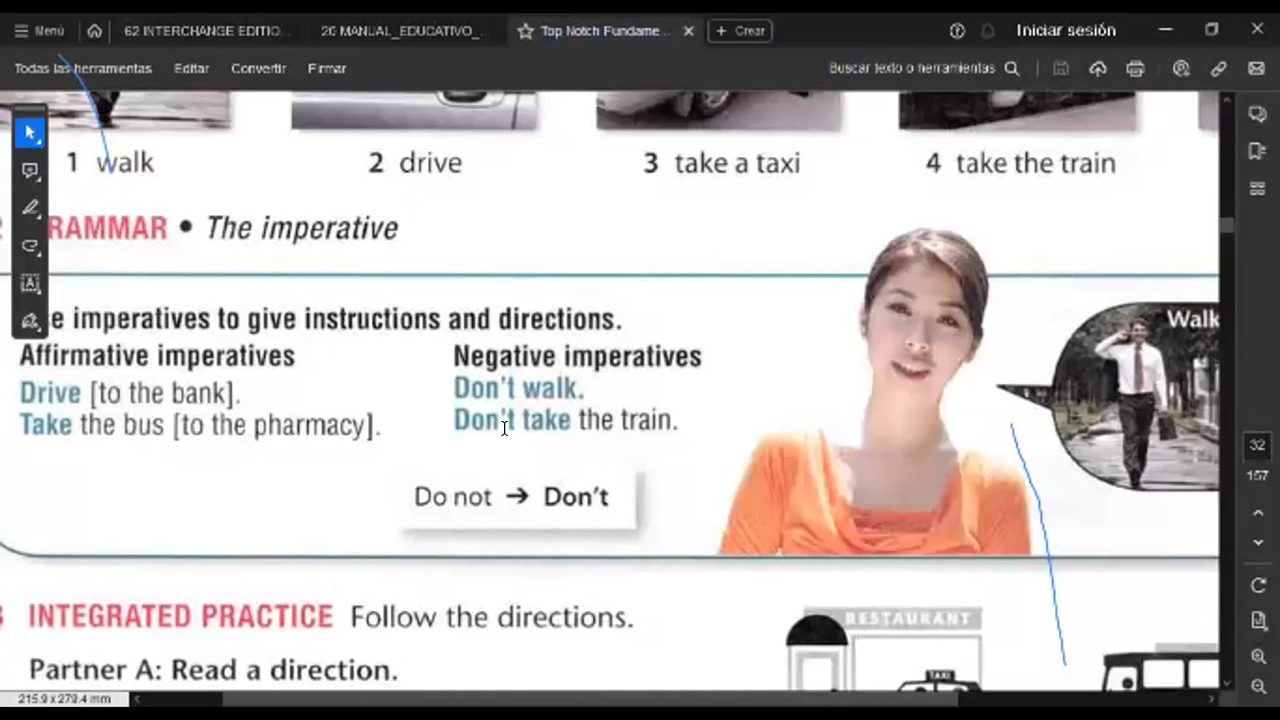 Menú 62 INTERCHANGE EDITIO... 20 MANUAL_EDUCATIVO_... Top Notch Fundame... Crear Iniciar sesión
Todas las herramientas Editar Convertir Firmar Buscar texto o herramientas
1 walk 2 drive 3 take a taxi 4 take the train
RAMMAR • The imperative
e imperatives to give instructions and directions.
Affirmative imperatives Negative imperatives
Drive [to the bank]. Don't walk.
Take the bus [to the pharmacy]. Don't take the train.
Walk
Do not → Don't
32
157
INTEGRATED PRACTICE Follow the directions.
RESTAURANT
Partner A: Read a direction.
TAXI
215.9 x 279.4 mm